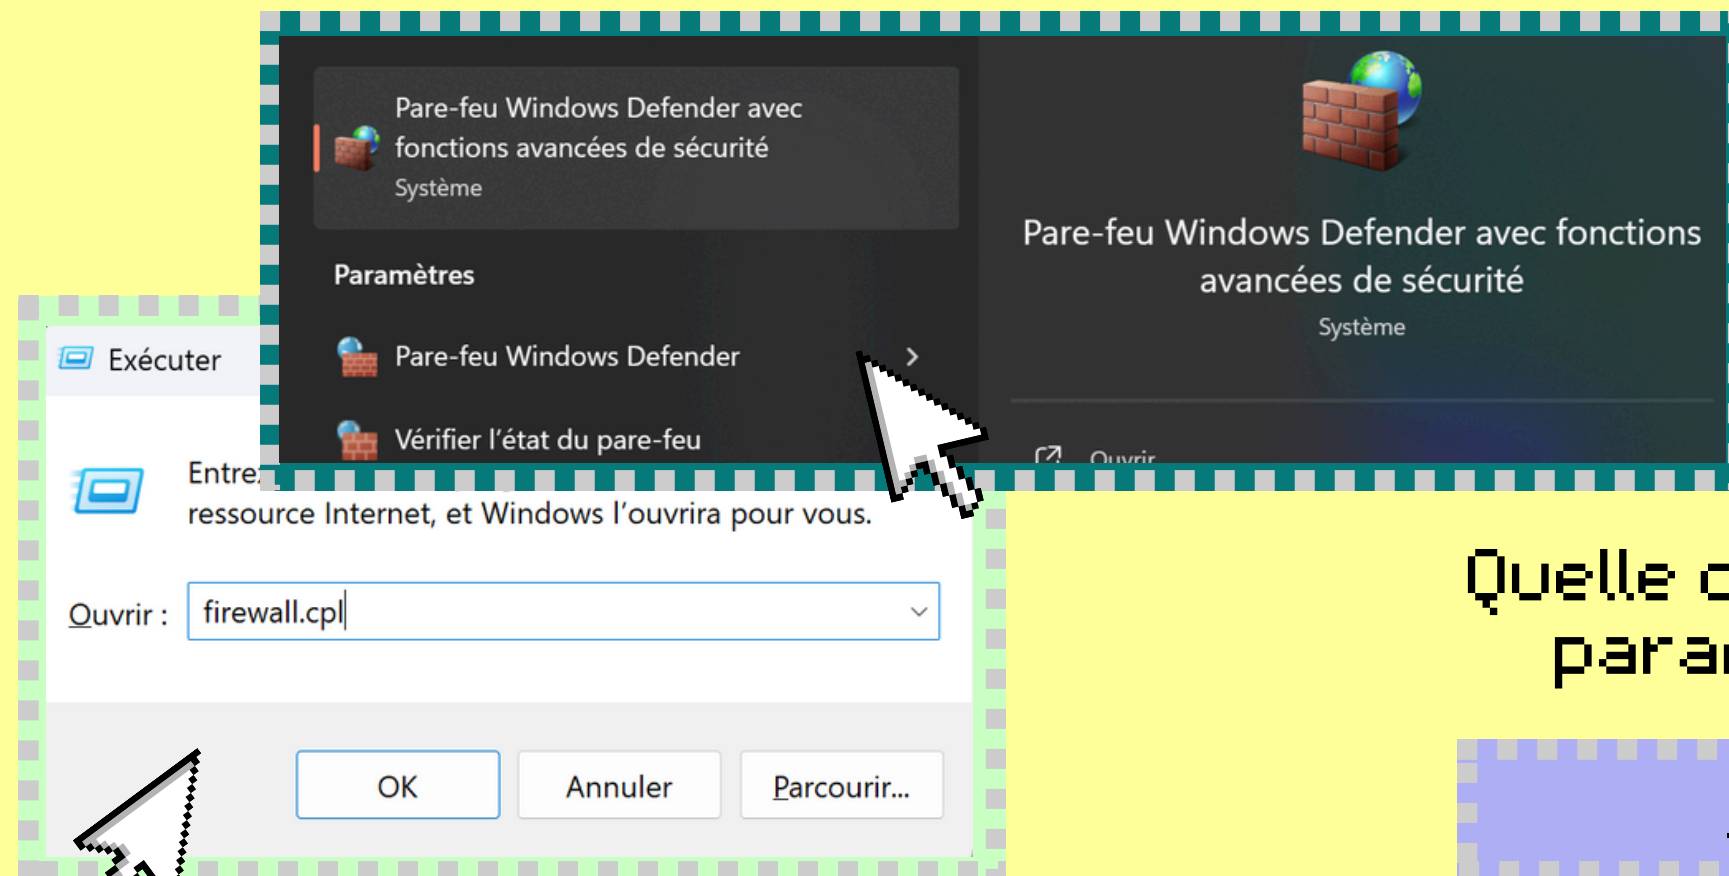 Pare-feu Windows Defender avec
fonctions avancées de sécurité
Système
Paramètres
Pare-feu Windows Defender
Vérifier l'état du pare-feu
Pare-feu Windows Defender avec fonctions
avancées de sécurité
Système
Ouvrir
Exécuter
Entrez
ressource Internet, et Windows l'ouvrira pour vous.
Ouvrir :
firewall.cpl
OK
Annuler
Parcourir...
Quelle
para